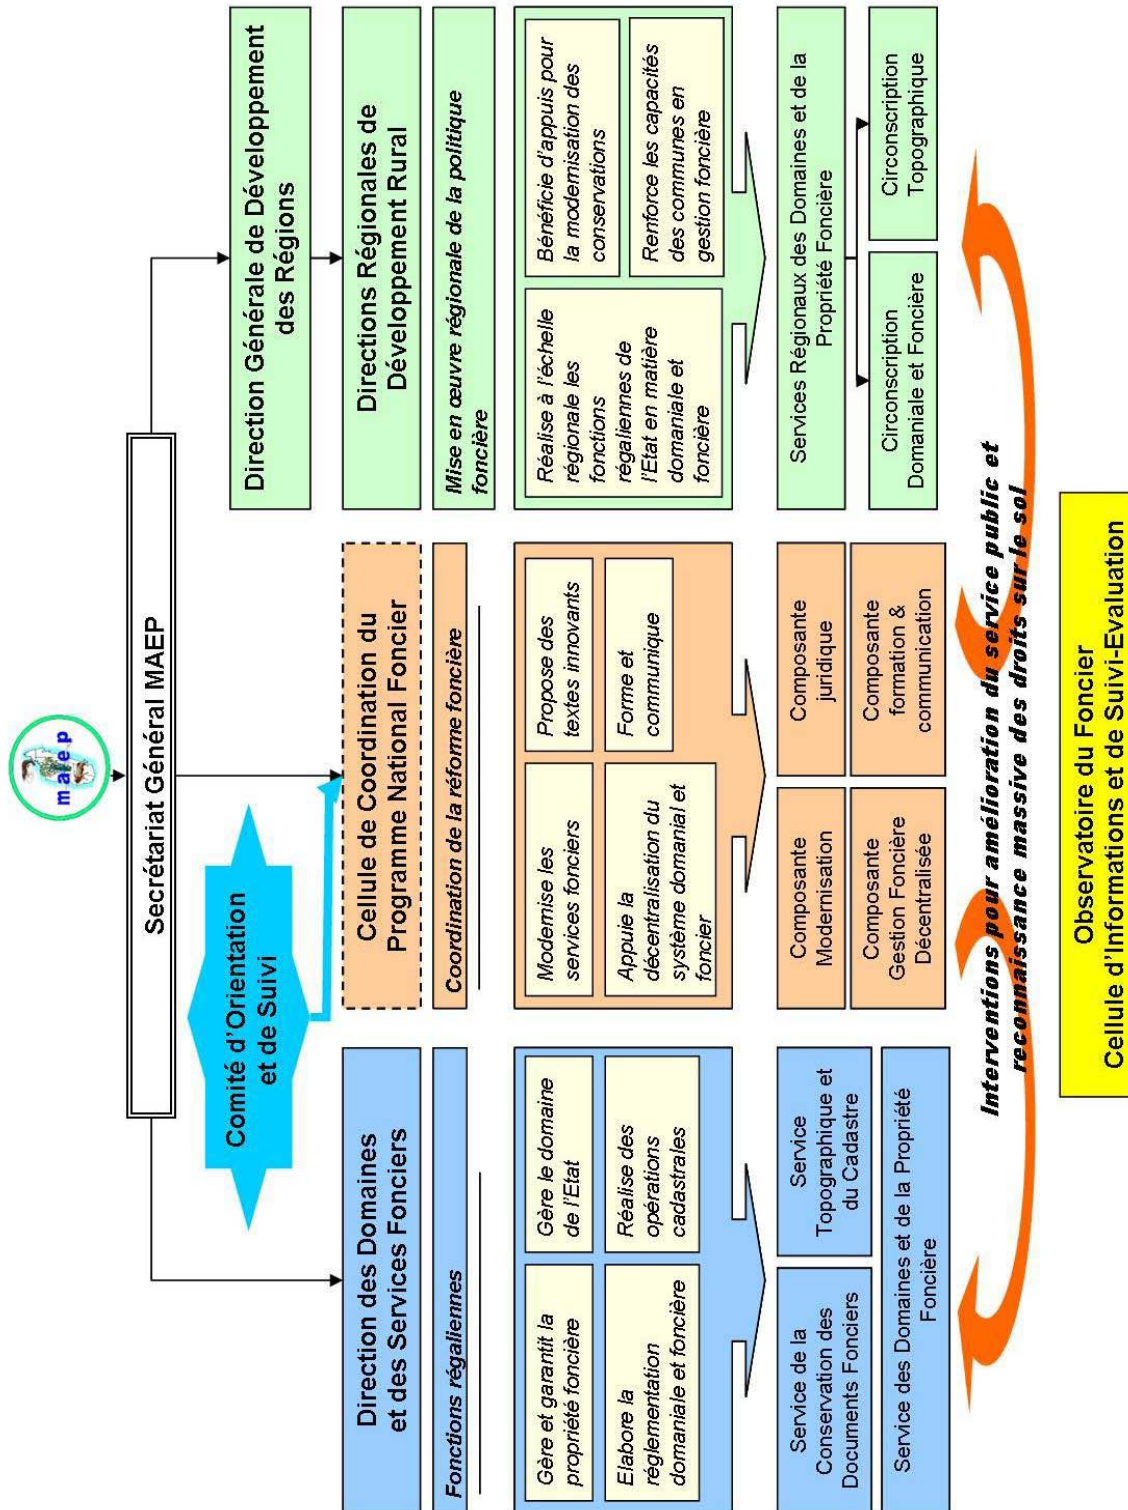 maep
Secrétariat Général MAEP
Comité d'Orientation
et de Suivi
Direction des Domaines
et des Services Fonciers
Fonctions régaliennes
Gère et garantit la
propriété foncière
Gère le domaine
de l'Etat
Elabore la
réglementation
domaniale et foncière
Réalise des
opérations
cadastrales
Service de la
Conservation des
Documents Fonciers
Service
Topographique et
du Cadastre
Service des Domaines et de la Propriété
Foncière
Cellule de Coordination du
Programme National Foncier
Coordination de la réforme foncière
Modernise les
services fonciers
Propose des
textes innovants
Appuie la
décentralisation du
système domanial et
foncier
Forme et
communique
Composante
Modernisation
Composante
juridique
Composante
Gestion Foncière
Décentralisée
Composante
formation &
communication
Direction Générale de Développement
des Régions
Directions Régionales de
Développement Rural
Mise en œuvre régionale de la politique
foncière
Réalise à l'échelle
régionale les
fonctions
régaliennes de
l'Etat en matière
domaniale et
foncière
Bénéficie d'appuis pour
la modernisation des
conservations
Renforce les capacités
des communes en
gestion foncière
Services Régionaux des Domaines et de la
Propriété Foncière
Circonscription
Domaniale et Foncière
Circonscription
Topographique
Interventions pour amélioration du service public et
reconnaissance massive des droits sur le sol
Observatoire du Foncier
Cellule d'Informations et de Suivi-Evaluation